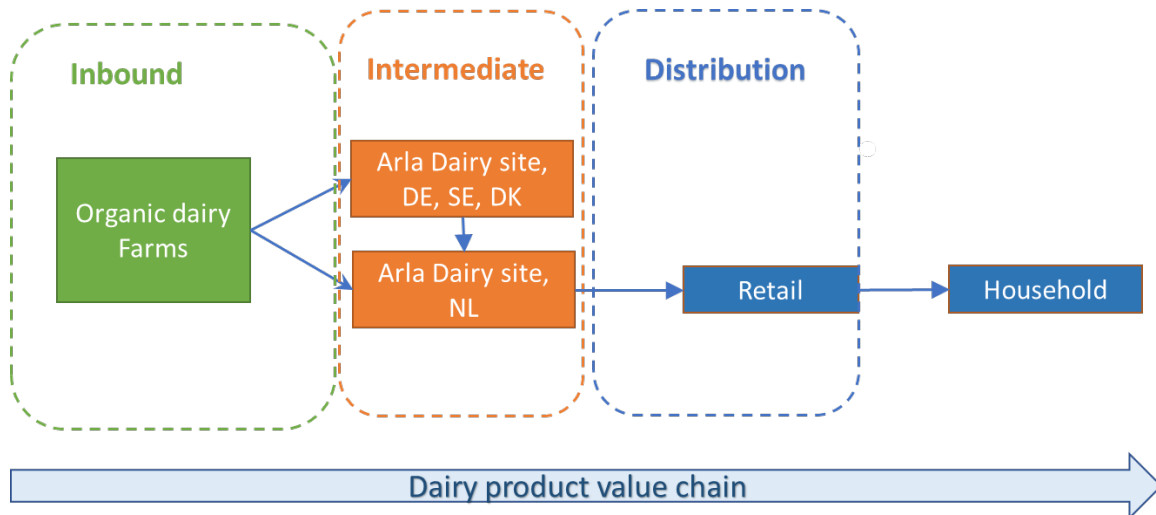 Inbound
Intermediate
Distribution
Organic dairy
Farms
Arla Dairy site,
DE, SE, DK
Arla Dairy site,
NL
Retail
Household
Dairy product value chain